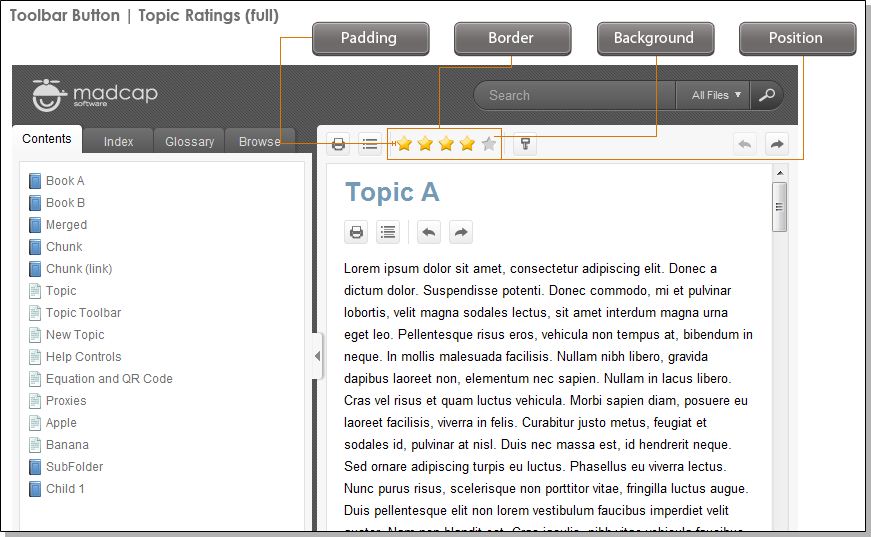 Toolbar Button | Topic Ratings (full)
Padding
Border
Background
Position
madcap
software
Search
All Files
Contents
Index
Glossary
Browse
Book A
Book B
Merged
Chunk
Chunk (link)
Topic
Topic Toolbar
New Topic
Help Controls
Equation and QR Code
Proxies
Apple
Banana
SubFolder
Child 1
Topic A
Lorem ipsum dolor sit amet, consectetur adipiscing elit. Donec a
dictum dolor. Suspendisse potenti. Donec commodo, mi et pulvinar
lobortis, velit magna sodales lectus, sit amet interdum magna urna
eget leo. Pellentesque risus eros, vehicula non tempus at, bibendum in
neque. In mollis malesuada facilisis. Nullam nibh libero, gravida
dapibus laoreet non, elementum nec sapien. Nullam in lacus libero.
Cras vel risus et quam luctus vehicula. Morbi sapien diam, posuere eu
laoreet facilisis, viverra in felis. Curabitur justo metus, feugiat et
sodales id, pulvinar at nisl. Duis nec massa est, id hendrerit neque.
Sed ornare adipiscing turpis eu luctus. Phasellus eu viverra lectus.
Nunc purus risus, scelerisque non porttitor vitae, fringilla luctus augue.
Duis pellentesque elit non lorem vestibulum faucibus imperdiet velit